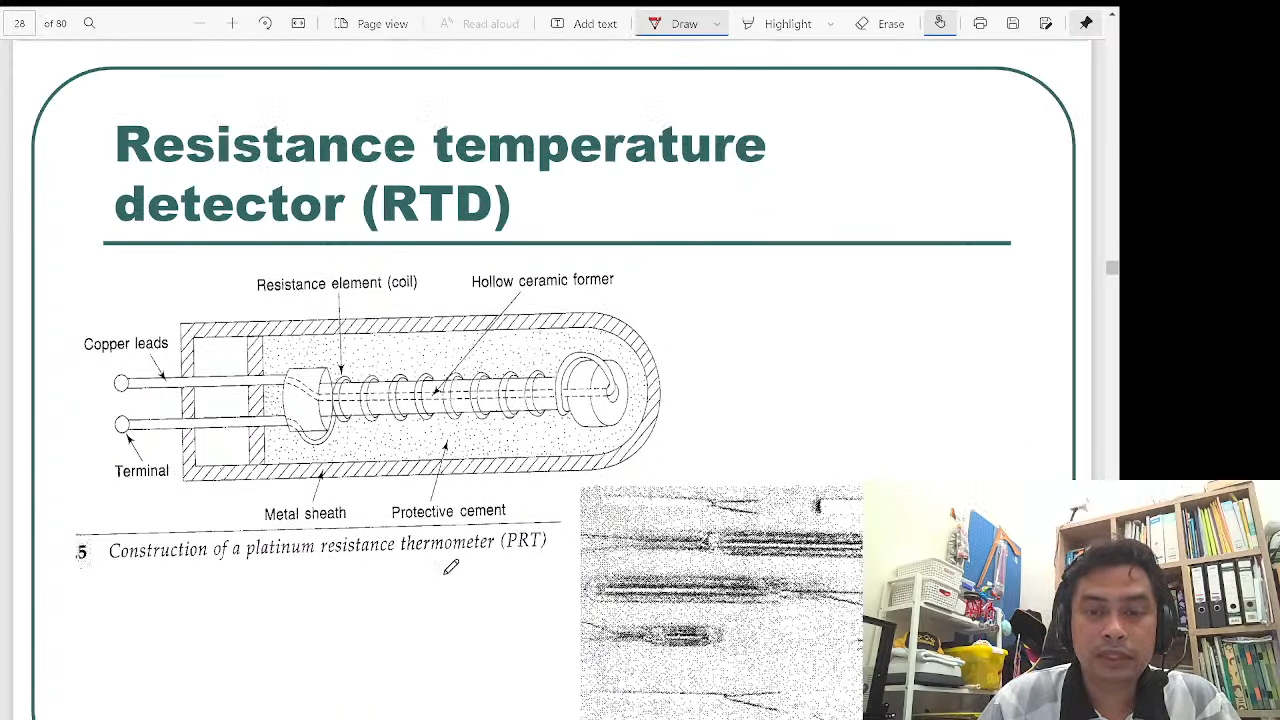 28 of 80 Page view Read aloud Add text Draw Highlight Erase
Resistance temperature
detector (RTD)
Resistance element (coil)
Hollow ceramic former
Copper leads
Terminal
Metal sheath
Protective cement
.5 Construction of a platinum resistance thermometer (PRT)